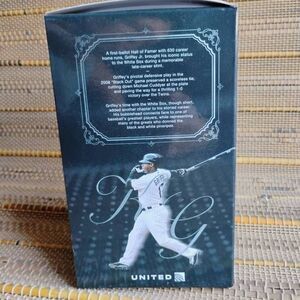 A first-ballot Hall of Famer with 630 career
home runs, Griffey Jr. brought his iconic status
to the White Sox during a memorable
late-career stint.
Griffey's pivotal defensive play in the
2008 "Black Out" game preserved a scoreless tie,
cutting down Michael Cuddyer at the plate
and paving the way for a thrilling 1-0
victory over the Twins.
Griffey's time with the White Sox, though short,
added another chapter to his storied career.
His bobblehead connects fans to one of
baseball's greatest players, while representing
many of the greats who donned the
black and white pinstripes.
G
UNITED